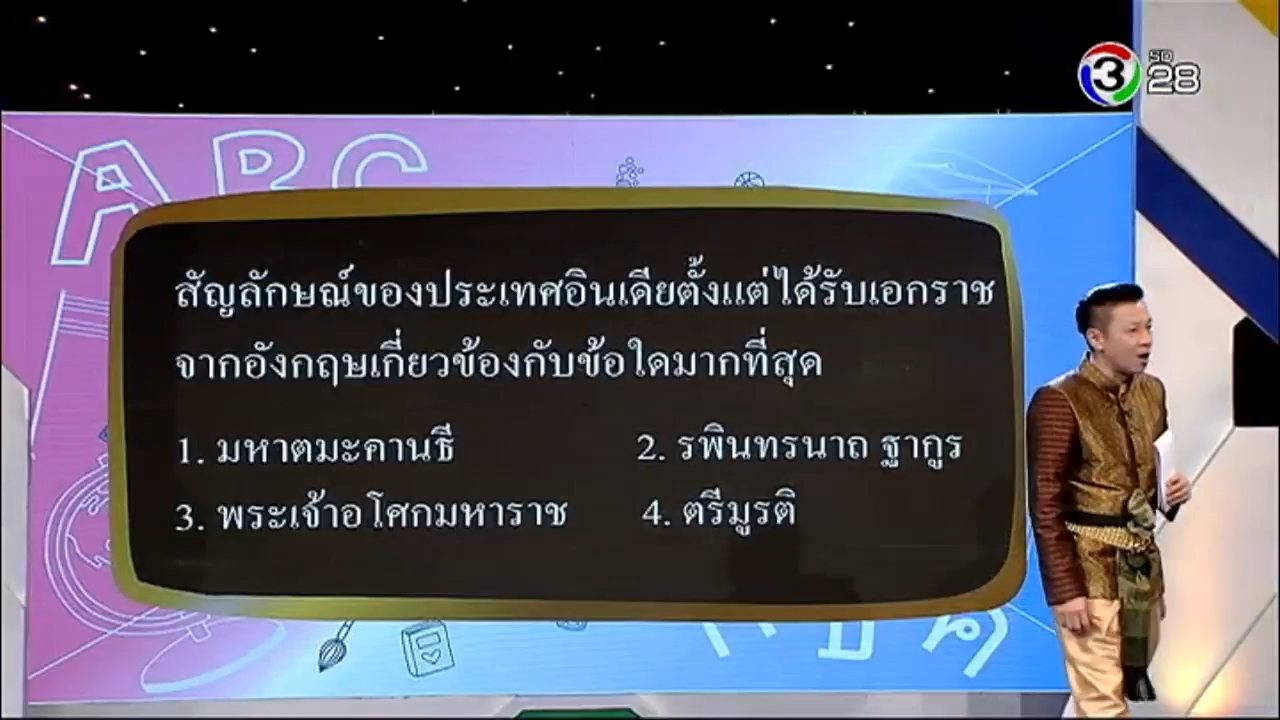 3 SD
28
ABC
สัญลักษณ์ของประเทศอินเดียตั้งแต่ได้รับเอกราช
จากอังกฤษเกี่ยวข้องกับข้อใดมากที่สุด
1. มหาตมะคานธี 2. รพินทรนาถ ฐากูร
3. พระเจ้าอโศกมหาราช 4. ตรีมูรติ
กขค